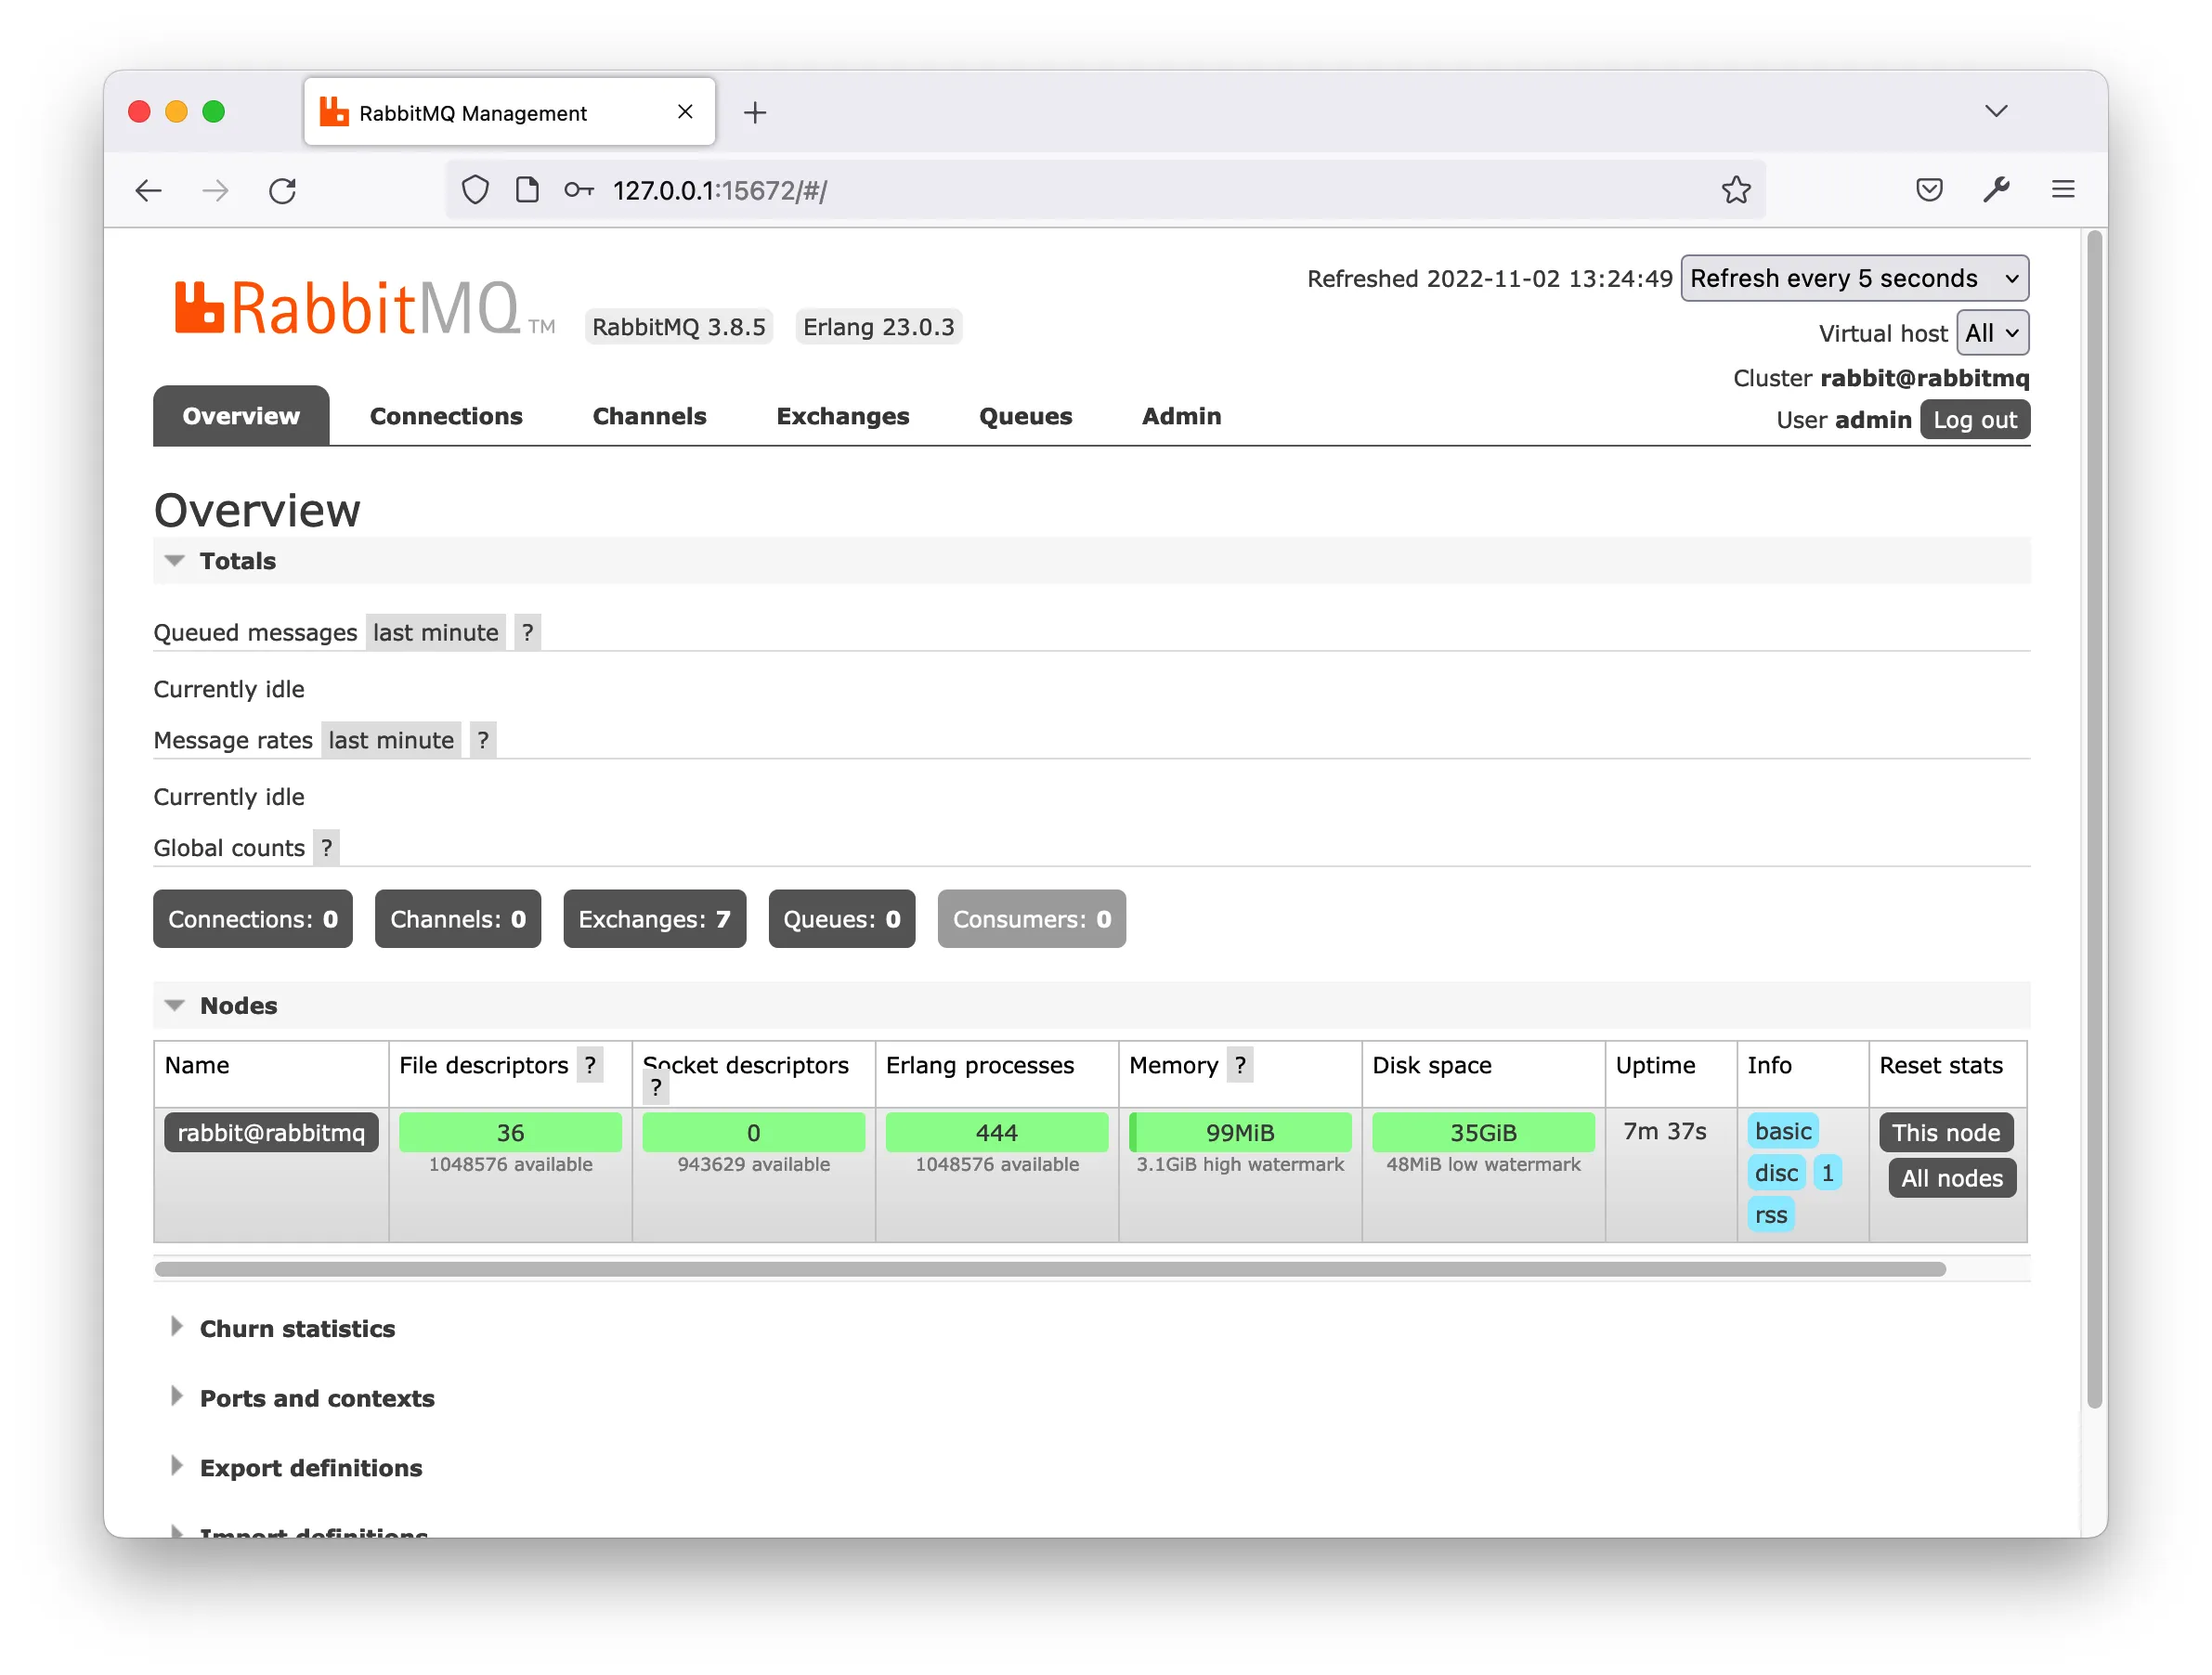 RabbitMQ Management
127.0.0.1:15672/#/
RabbitMQ TM
RabbitMQ 3.8.5 Erlang 23.0.3
Refreshed 2022-11-02 13:24:49 Refresh every 5 seconds
Virtual host All
Cluster rabbit@rabbitmq
User admin Log out
Overview Connections Channels Exchanges Queues Admin
Overview
Totals
Queued messages last minute ?
Currently idle
Message rates last minute ?
Currently idle
Global counts ?
Connections: 0 Channels: 0 Exchanges: 7 Queues: 0 Consumers: 0
Nodes
Name File descriptors ? Socket descriptors ? Erlang processes Memory ? Disk space Uptime Info Reset stats
rabbit@rabbitmq 36 0 444 99MiB 35GiB 7m 37s basic This node
1048576 available 943629 available 1048576 available 3.1GiB high watermark 48MiB low watermark
disc 1 All nodes
rss
Churn statistics
Ports and contexts
Export definitions
Import definitions